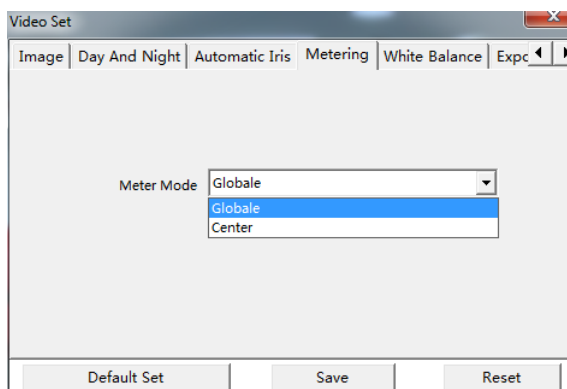 Video Set
Image Day And Night Automatic Iris Metering White Balance Expo
Meter Mode Globale
Globale
Center
Default Set Save Reset